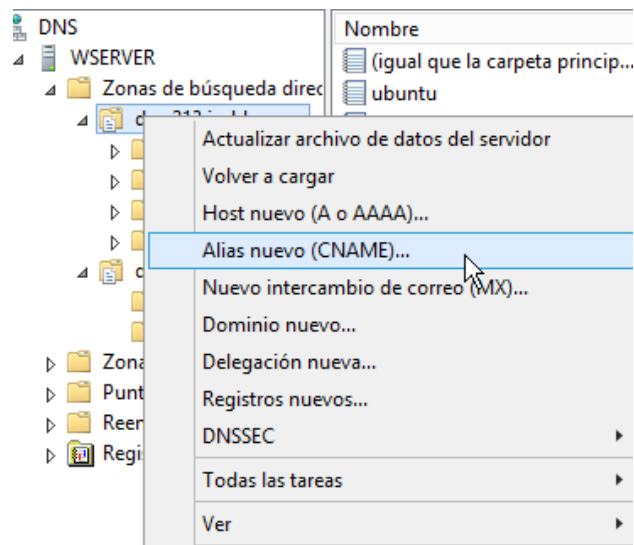 DNS
WSERVER
Zonas de búsqueda direc
Nombre
(igual que la carpeta princip...
ubuntu
Actualizar archivo de datos del servidor
Volver a cargar
Host nuevo (A o AAAA)...
Alias nuevo (CNAME)...
Nuevo intercambio de correo (MX)...
Dominio nuevo...
Delegación nueva...
Registros nuevos...
DNSSEC
Todas las tareas
Ver
Zona
Punt
Reen
Regi